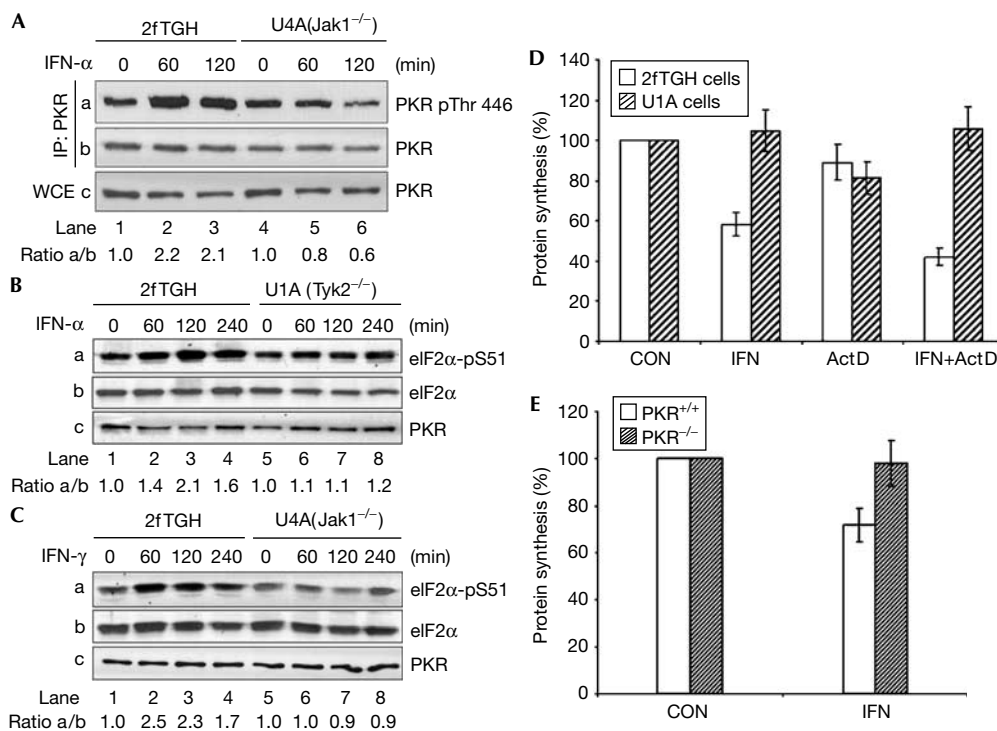 A
2fTGH U4A(Jak1−/−)
IFN-α 0 60 120 0 60 120 (min)
IP: PKR
a PKR pThr 446
b PKR
WCE c PKR
Lane 1 2 3 4 5 6
Ratio a/b 1.0 2.2 2.1 1.0 0.8 0.6
B
2fTGH U1A (Tyk2−/−)
IFN-α 0 60 120 240 0 60 120 240 (min)
a eIF2α-pS51
b eIF2α
c PKR
Lane 1 2 3 4 5 6 7 8
Ratio a/b 1.0 1.4 2.1 1.6 1.0 1.1 1.1 1.2
C
2fTGH U4A(Jak1−/−)
IFN-γ 0 60 120 240 0 60 120 240 (min)
a eIF2α-pS51
b eIF2α
c PKR
Lane 1 2 3 4 5 6 7 8
Ratio a/b 1.0 2.5 2.3 1.7 1.0 1.0 0.9 0.9
D
Protein synthesis (%)
140
120
100
80
60
40
20
0
2fTGH cells
U1A cells
CON IFN ActD IFN+ActD
E
Protein synthesis (%)
120
100
80
60
40
20
0
PKR+/+
PKR−/−
CON IFN